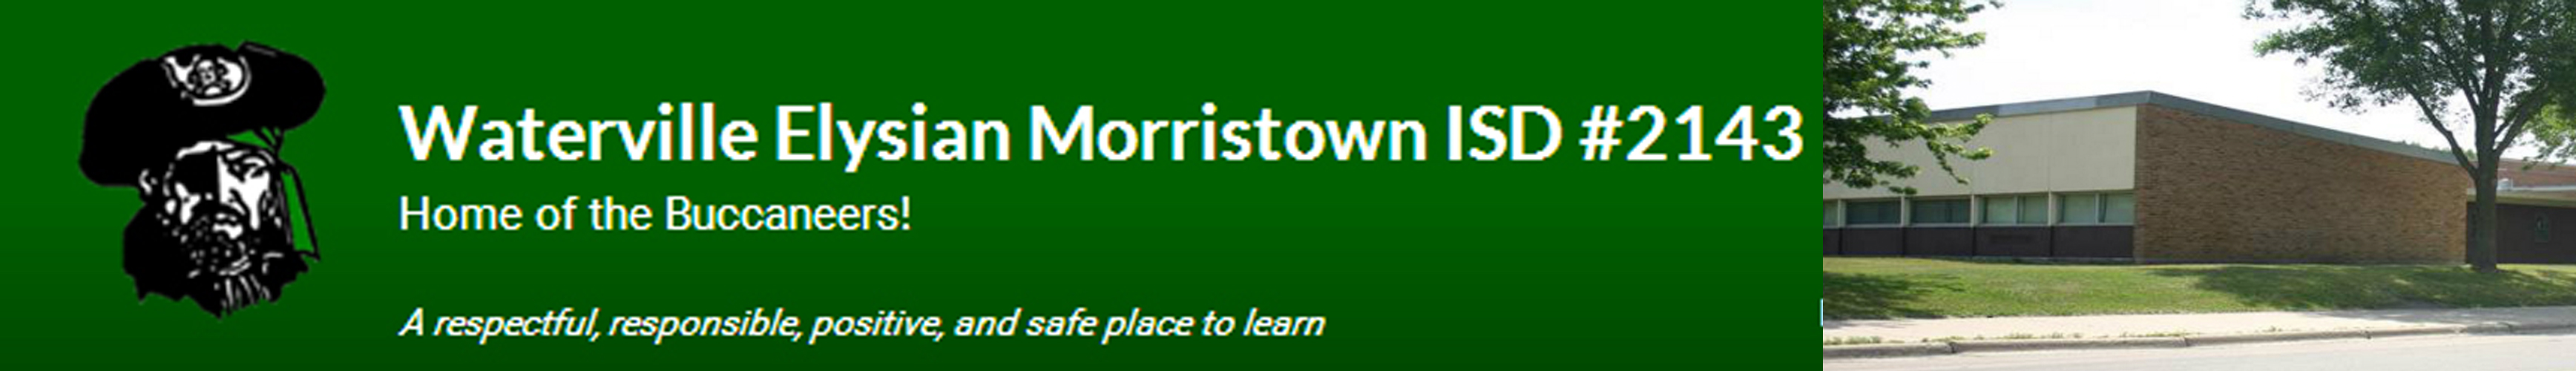 Waterville Elysian Morristown ISD #2143
Home of the Buccaneers!
A respectful, responsible, positive, and safe place to learn